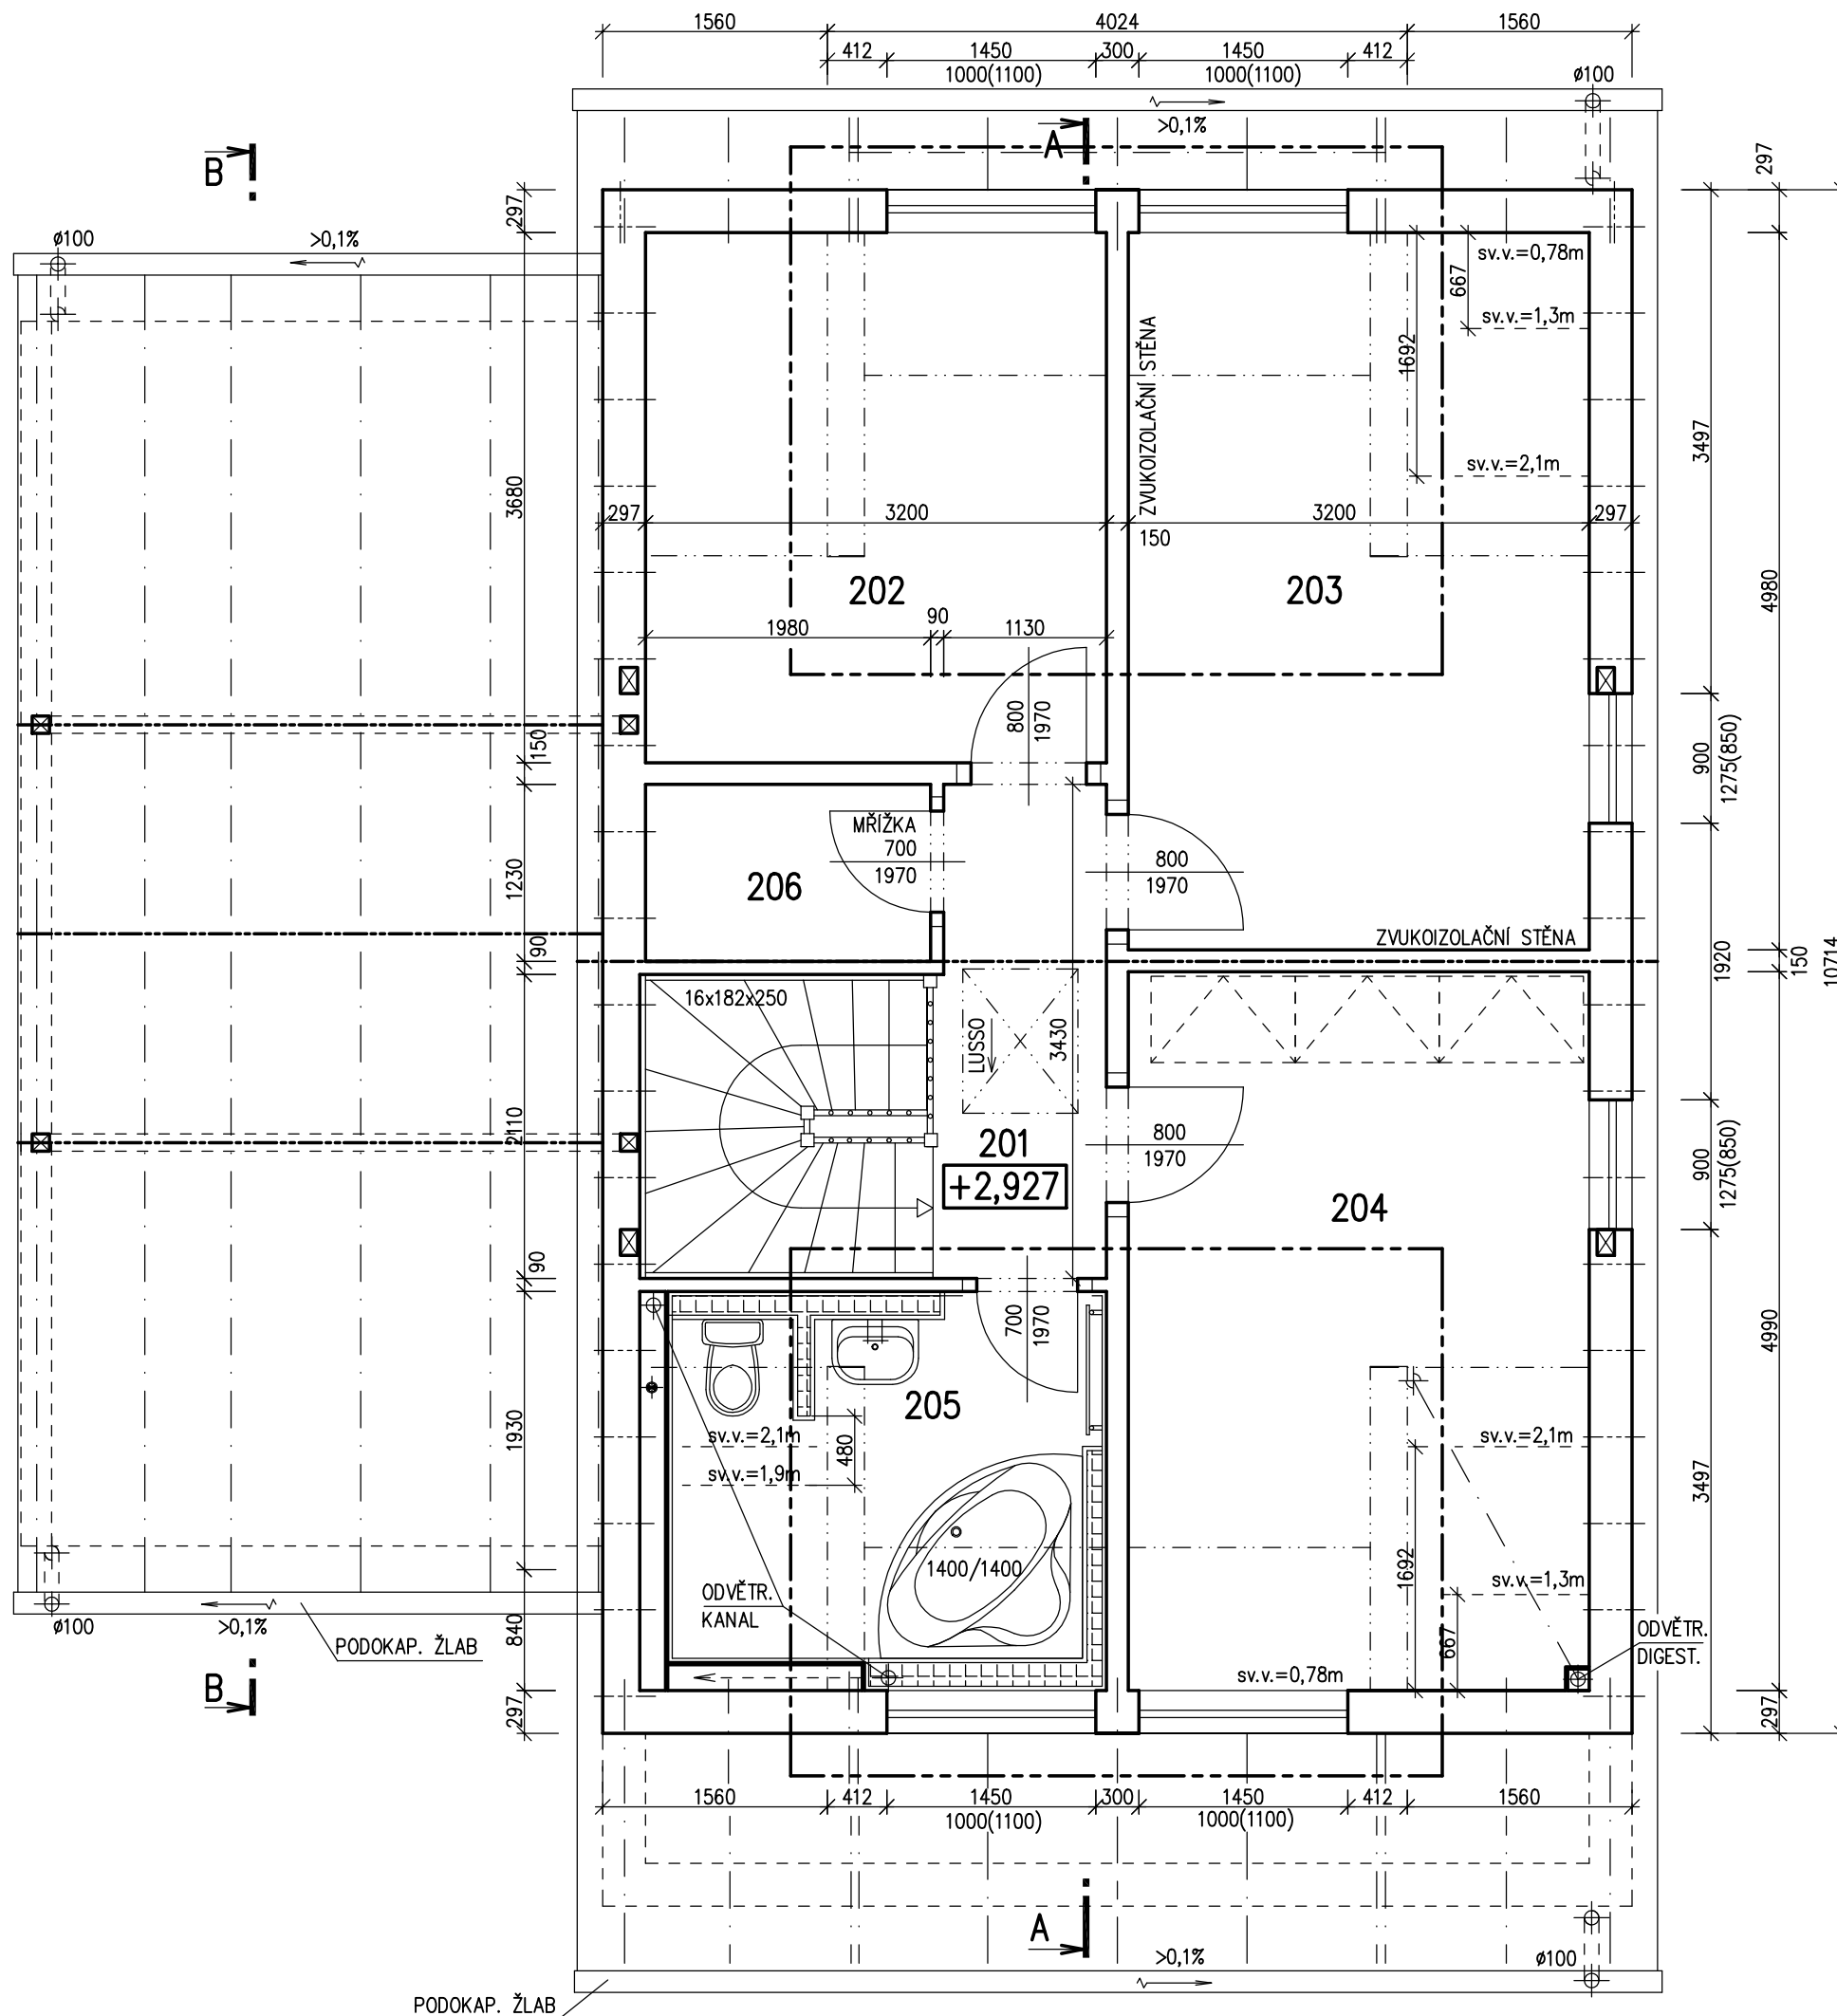 1560
4024
1560
412
1450
300
1450
412
1000(1100)
1000(1100)
ø100
>0,1%
A
B
297
297
ø100
>0,1%
sv.v.=0,78m
667
sv.v.=1,3m
ZVUKOIZOLAČNÍ STĚNA
1692
3497
sv.v.=2,1m
3680
297
3200
3200
297
150
202
203
4980
1980
90
1130
800
1970
150
900
1275(850)
MŘÍŽKA
700
1970
800
1970
206
1230
90
ZVUKOIZOLAČNÍ STĚNA
1920
150
10714
16x182x250
LUSSO
3430
2110
201
+2,927
800
1970
900
1275(850)
204
90
700
1970
4990
205
1930
sv.v.=2,1m
480
sv.v.=1,9m
sv.v.=2,1m
3497
1400/1400
1692
sv.v.=1,3m
ODVĚTR.
KANAL
ø100
>0,1%
PODOKAP. ŽLAB
840
667
ODVĚTR.
DIGEST.
sv.v.=0,78m
B
297
297
1560
412
1450
300
1450
412
1560
1000(1100)
1000(1100)
A
>0,1%
ø100
PODOKAP. ŽLAB